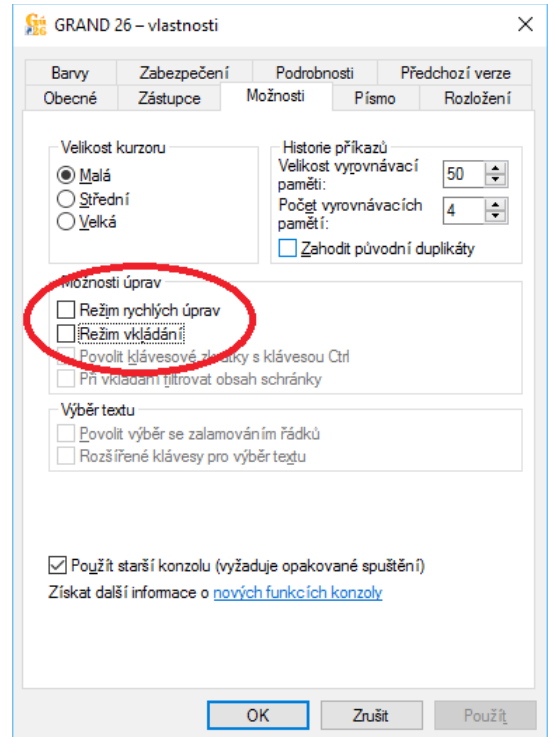 GRAND 26 – vlastnosti
Barvy Zabezpečení Podrobnosti Předchozí verze
Obecné Zástupce Možnosti Písmo Rozložení
Velikost kurzoru
Malá
Střední
Velká
Historie příkazů
Velikost vyrovnávací
paměti:
50
Počet vyrovnávacích
pamětí:
4
Zahodit původní duplikáty
Možnosti úprav
Režim rychlých úprav
Režim vkládání
Povolit klávesové zkratky s klávesou Ctrl
Při vkládání filtrovat obsah schránky
Výběr textu
Povolit výběr se zalamováním řádků
Rozšířené klávesy pro výběr textu
Použít starší konzolu (vyžaduje opakované spuštění)
Získat další informace o nových funkcích konzoly
OK Zrušit Použít